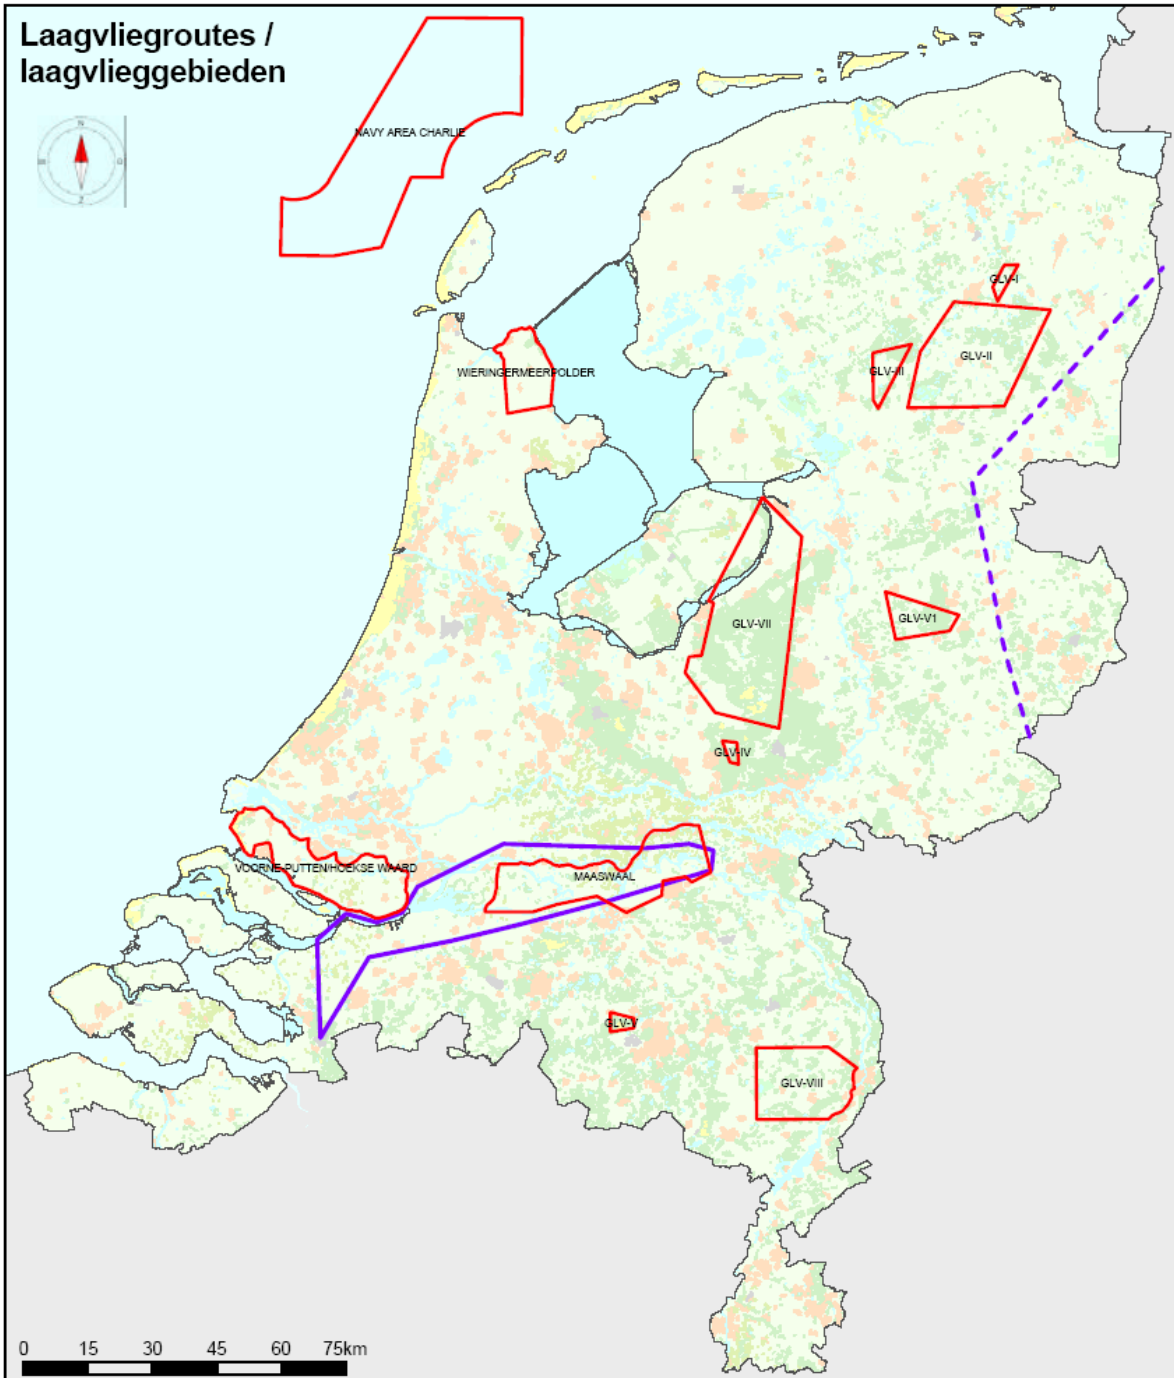 Laagvliegroutes /
laagvlieggebieden
N
Z
NAVY AREA CHARLIE
GLV-I
GLV-II
GLV-III
WIERINGERMEERPOLDER
GLV-V1
GLV-VII
GLV-IV
VOORNE-PUTTEN/HOEKSE WAARD
MAASWAAL
GLV-V
GLV-VIII
0 15 30 45 60 75km